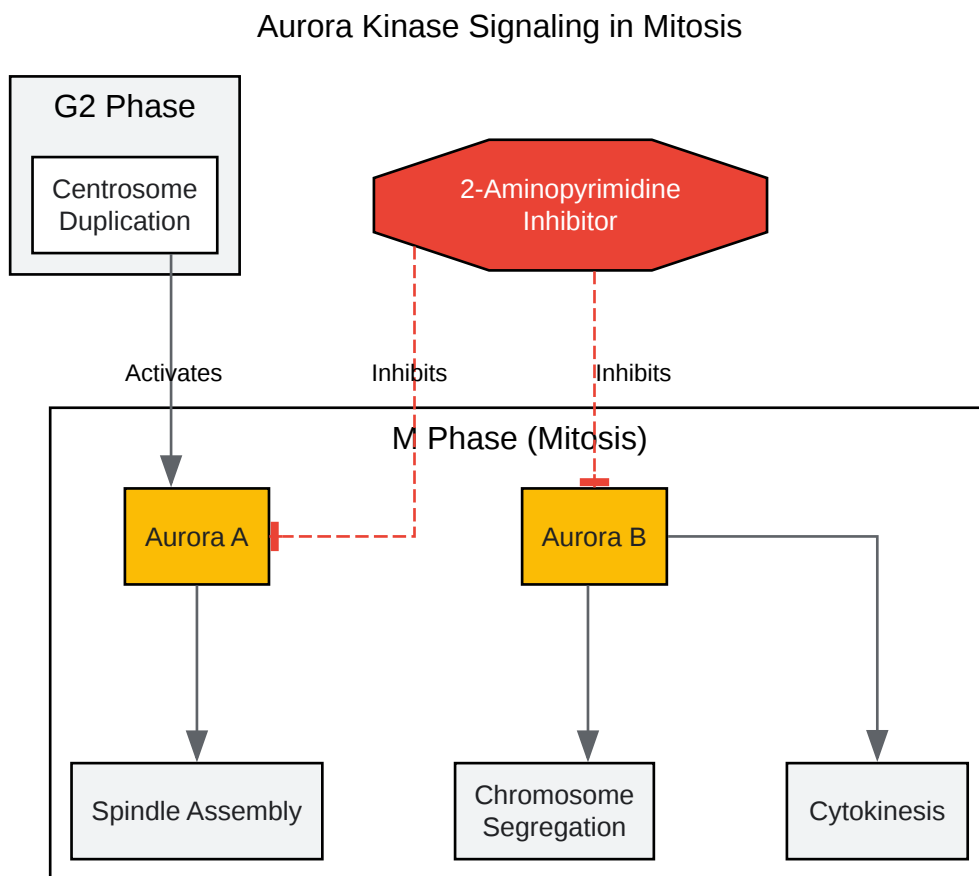 Aurora Kinase Signaling in Mitosis
G2 Phase
Centrosome
Duplication
2-Aminopyrimidine
Inhibitor
Activates
Inhibits
Inhibits
M Phase (Mitosis)
Aurora A
Aurora B
Spindle Assembly
Chromosome
Segregation
Cytokinesis